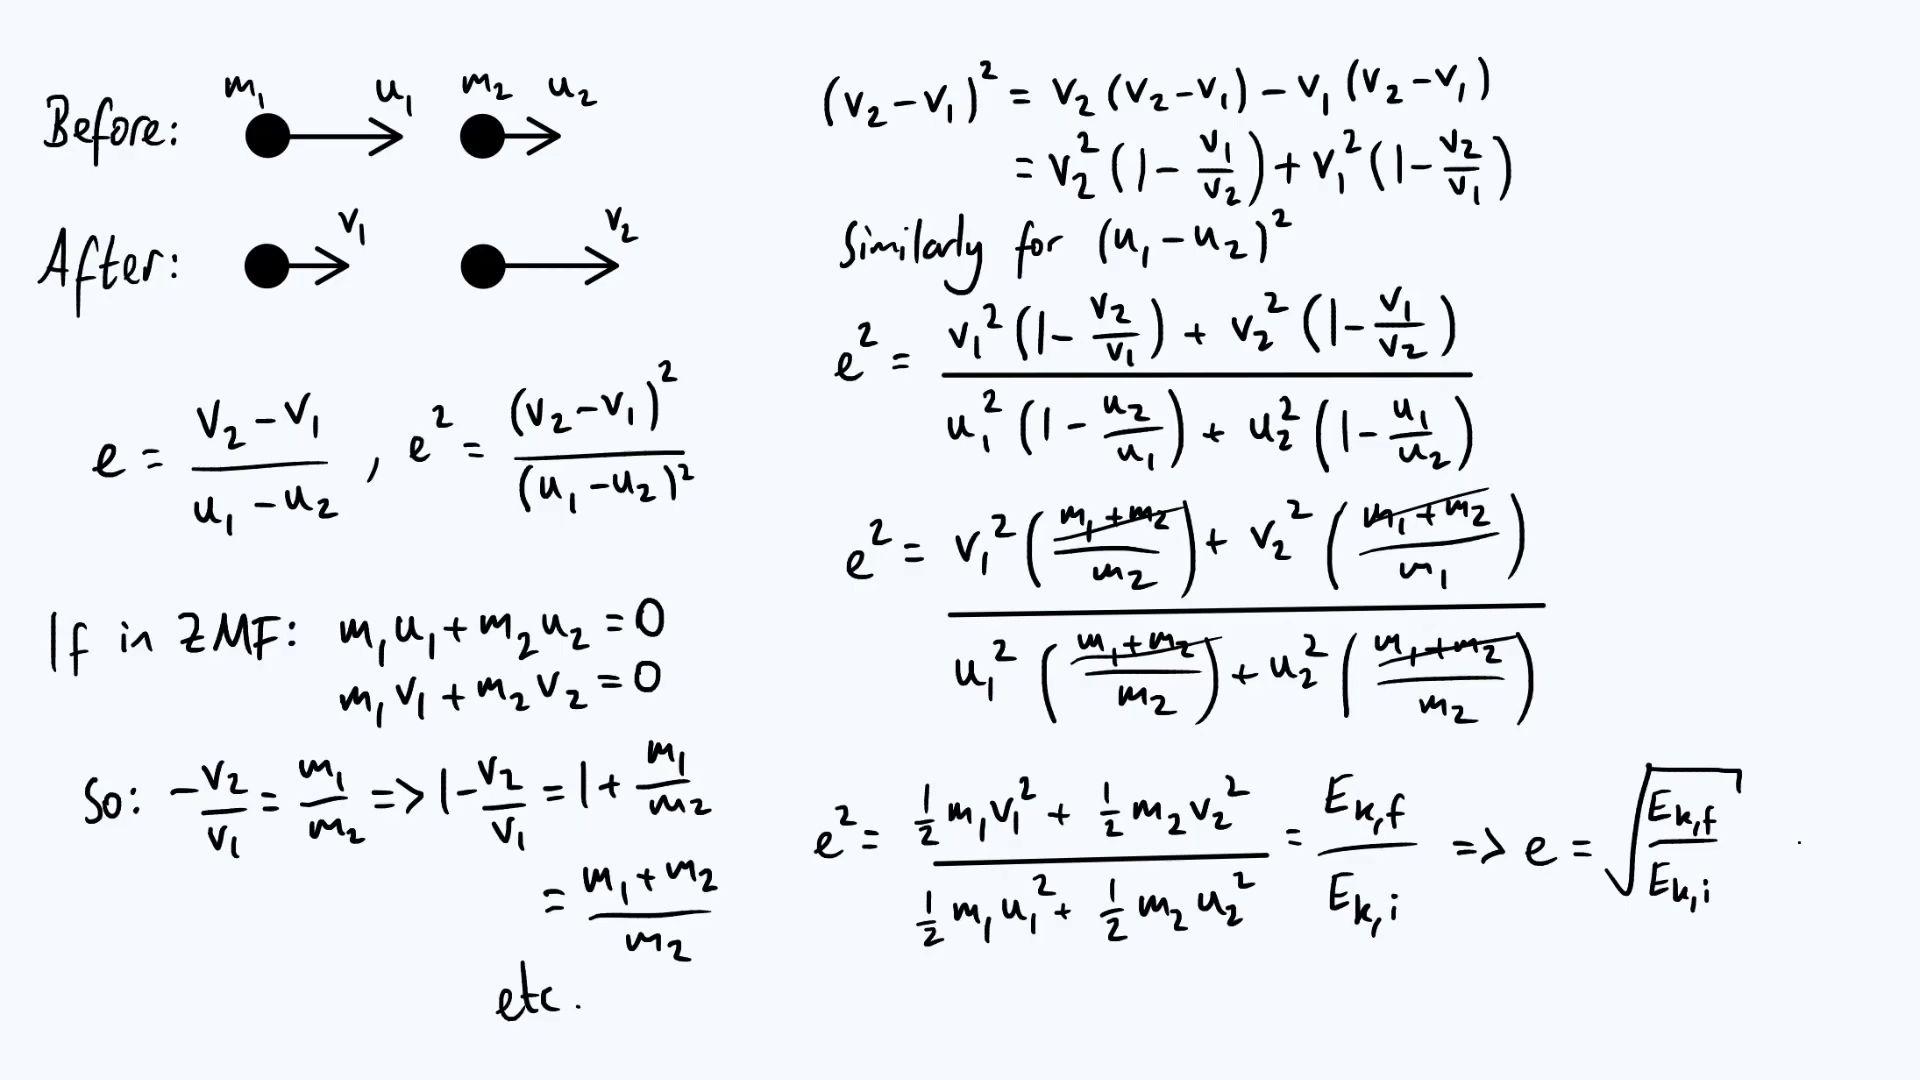 Before: m₁ u₁ m₂ u₂
After: v₁ v₂
e = (v₂ - v₁)/(u₁ - u₂) , e² = (v₂ - v₁)²/(u₁ - u₂)²
If in ZMF: m₁u₁ + m₂u₂ = 0
m₁v₁ + m₂v₂ = 0
So: -v₂/v₁ = m₁/m₂ => 1 - v₂/v₁ = 1 + m₁/m₂
= (m₁ + m₂)/m₂
etc.
(v₂ - v₁)² = v₂(v₂ - v₁) - v₁(v₂ - v₁)
= v₂²(1 - v₁/v₂) + v₁²(1 - v₂/v₁)
Similarly for (u₁ - u₂)²
e² = (v₁²(1 - v₂/v₁) + v₂²(1 - v₁/v₂))/(u₁²(1 - u₂/u₁) + u₂²(1 - u₁/u₂))
e² = (v₁²((m₁ + m₂)/m₂) + v₂²((m₁ + m₂)/m₁))/(u₁²((m₁ + m₂)/m₂) + u₂²((m₁ + m₂)/m₂))
e² = (½m₁v₁² + ½m₂v₂²)/(½m₁u₁² + ½m₂u₂²) = E_k,f/E_k,i => e = √(E_k,f/E_k,i)